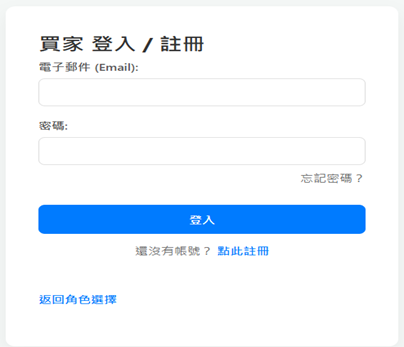 買家 登入 / 註冊
電子郵件 (Email):
密碼:
忘記密碼？
登入
還沒有帳號？ 點此註冊
返回角色選擇